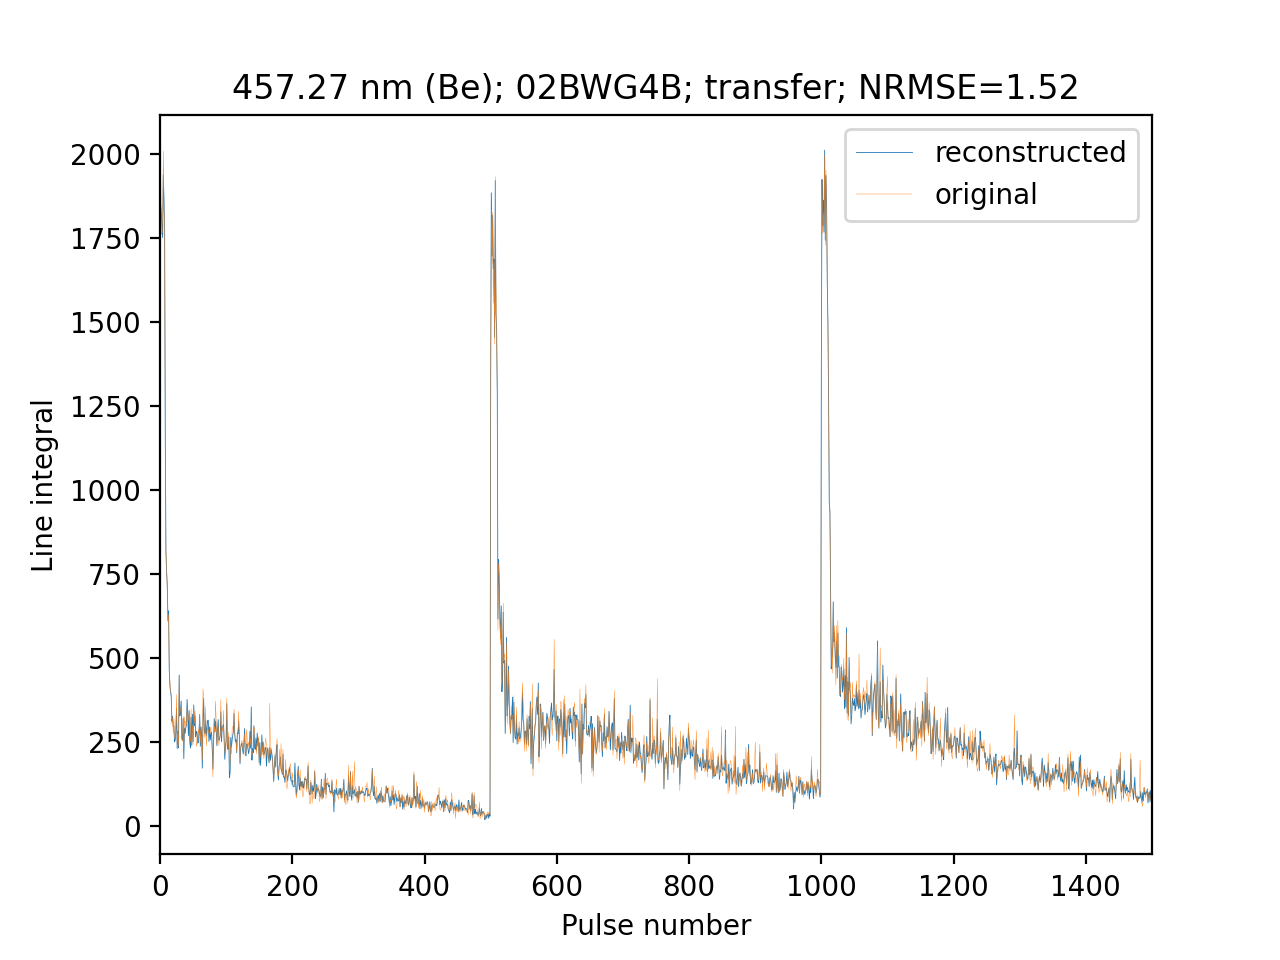 457.27 nm (Be); 02BWG4B; transfer; NRMSE=1.52
reconstructed
original
Line integral
2000
1750
1500
1250
1000
750
500
250
0
0 200 400 600 800 1000 1200 1400
Pulse number